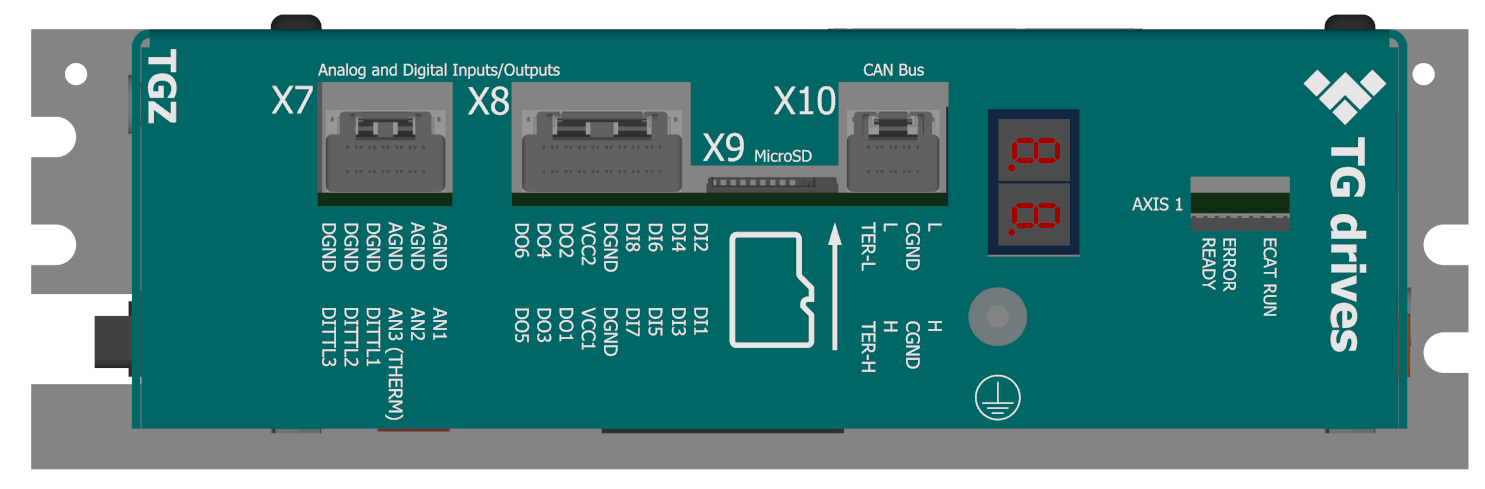 TGZ
Analog and Digital Inputs/Outputs
CAN Bus
X7
X8
X9
MicroSD
X10
8.
8.
AXIS 1
DGND
DGND
DGND
AGND
AGND
AGND
DITTL3
DITTL2
DITTL1
AN3 (THERM)
AN2
AN1
DO6
DO4
DO2
VCC2
DGND
DI8
DI6
DI4
DI2
DO5
DO3
DO1
VCC1
DGND
DI7
DI5
DI3
DI1
TER-L
L
CGND
L
TER-H
H
CGND
H
READY
ERROR
ECAT RUN
TG drives